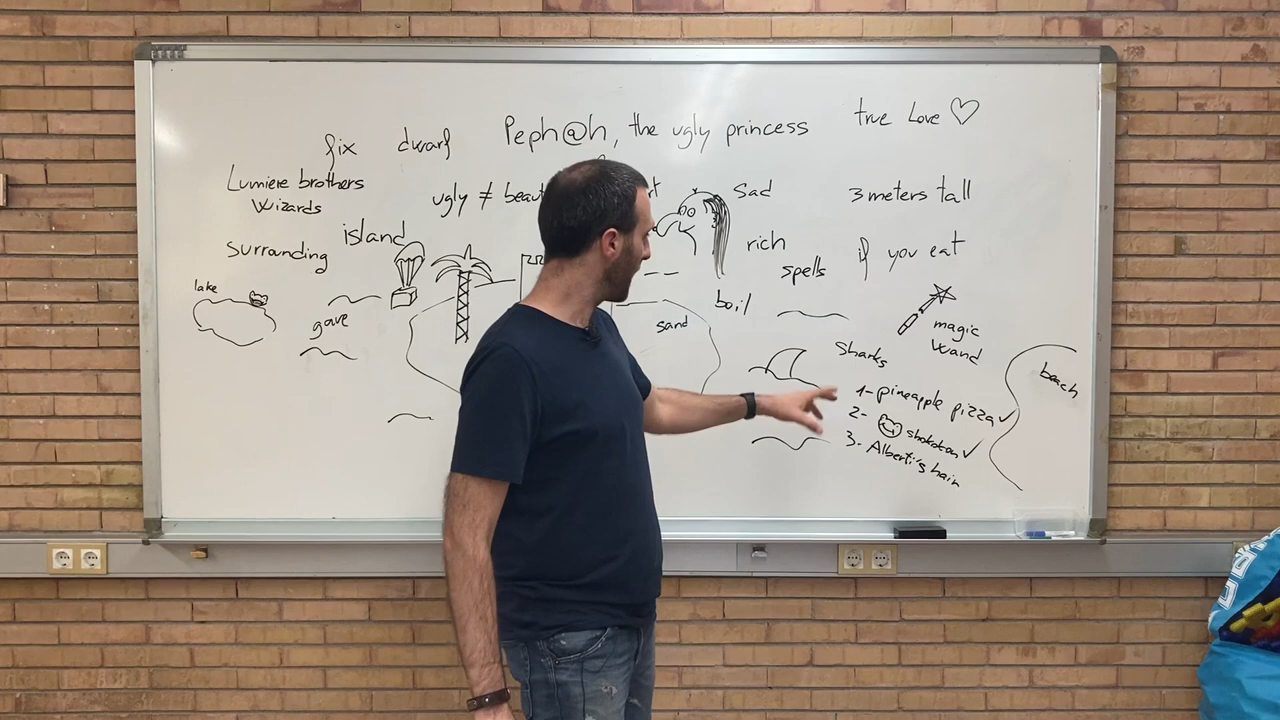 true Love ♡
fix dwarf Peph@h, the ugly princess
Lumiere brothers
Wizards
ugly ≠ beaut
Sad
3 meters tall
surrounding
island
rich
if you eat
spells
lake
gave
boil
sand
magic
wand
sharks
beach
1- pineapple pizza ✓
2- shokotan ✓
3- Alberti's hair